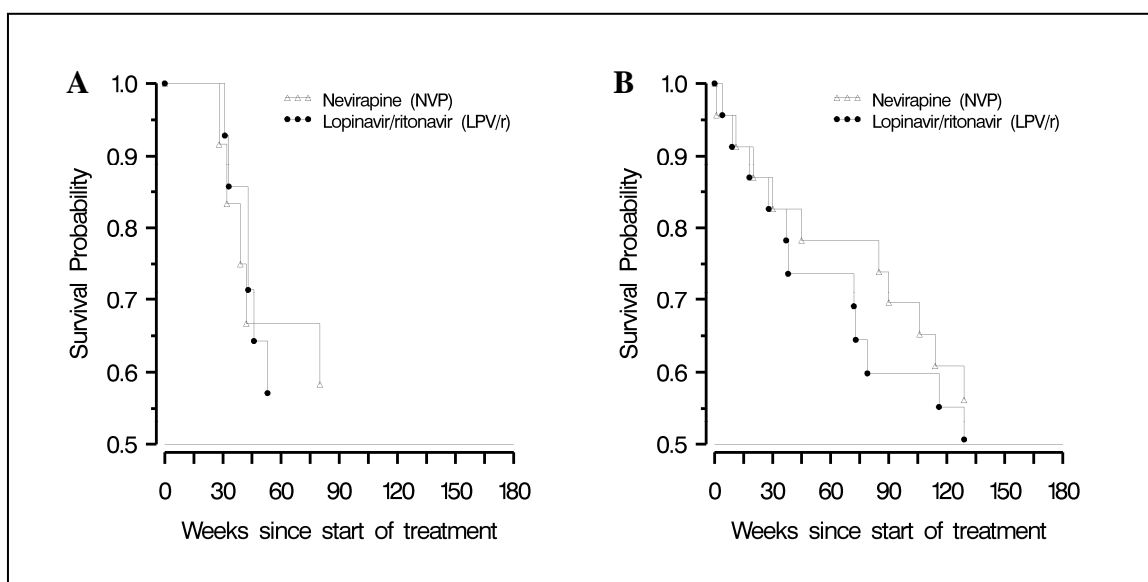 A
1.0
0.9
0.8
0.7
0.6
0.5
Survival Probability
Nevirapine (NVP)
Lopinavir/ritonavir (LPV/r)
0 30 60 90 120 150 180
Weeks since start of treatment
B
1.0
0.9
0.8
0.7
0.6
0.5
Survival Probability
Nevirapine (NVP)
Lopinavir/ritonavir (LPV/r)
0 30 60 90 120 150 180
Weeks since start of treatment